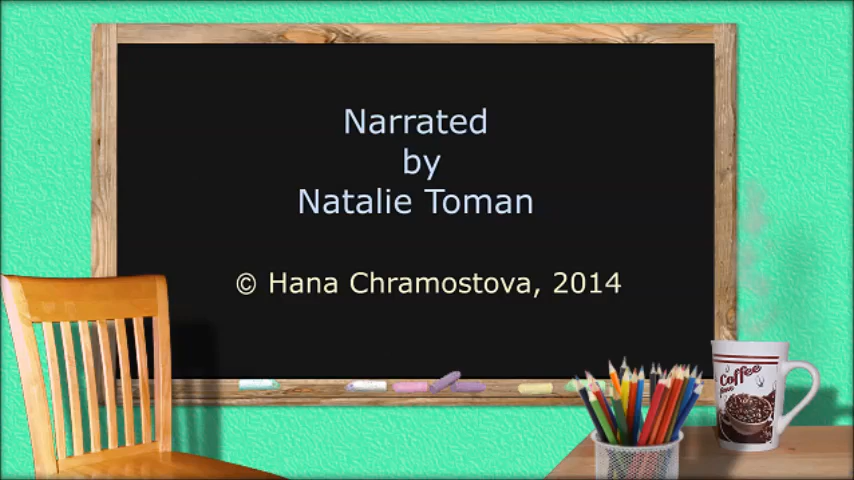 Narrated
by
Natalie Toman
© Hana Chramostova, 2014
Coffee